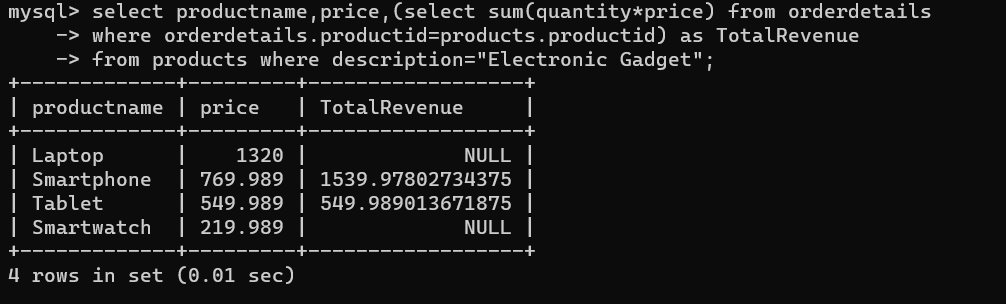 mysql> select productname,price,(select sum(quantity*price) from orderdetails
    -> where orderdetails.productid=products.productid) as TotalRevenue
    -> from products where description="Electronic Gadget";
+-------------+---------+------------------+
| productname | price   | TotalRevenue     |
+-------------+---------+------------------+
| Laptop      |    1320 |             NULL |
| Smartphone  | 769.989 | 1539.97802734375 |
| Tablet      | 549.989 | 549.989013671875 |
| Smartwatch  | 219.989 |             NULL |
+-------------+---------+------------------+
4 rows in set (0.01 sec)